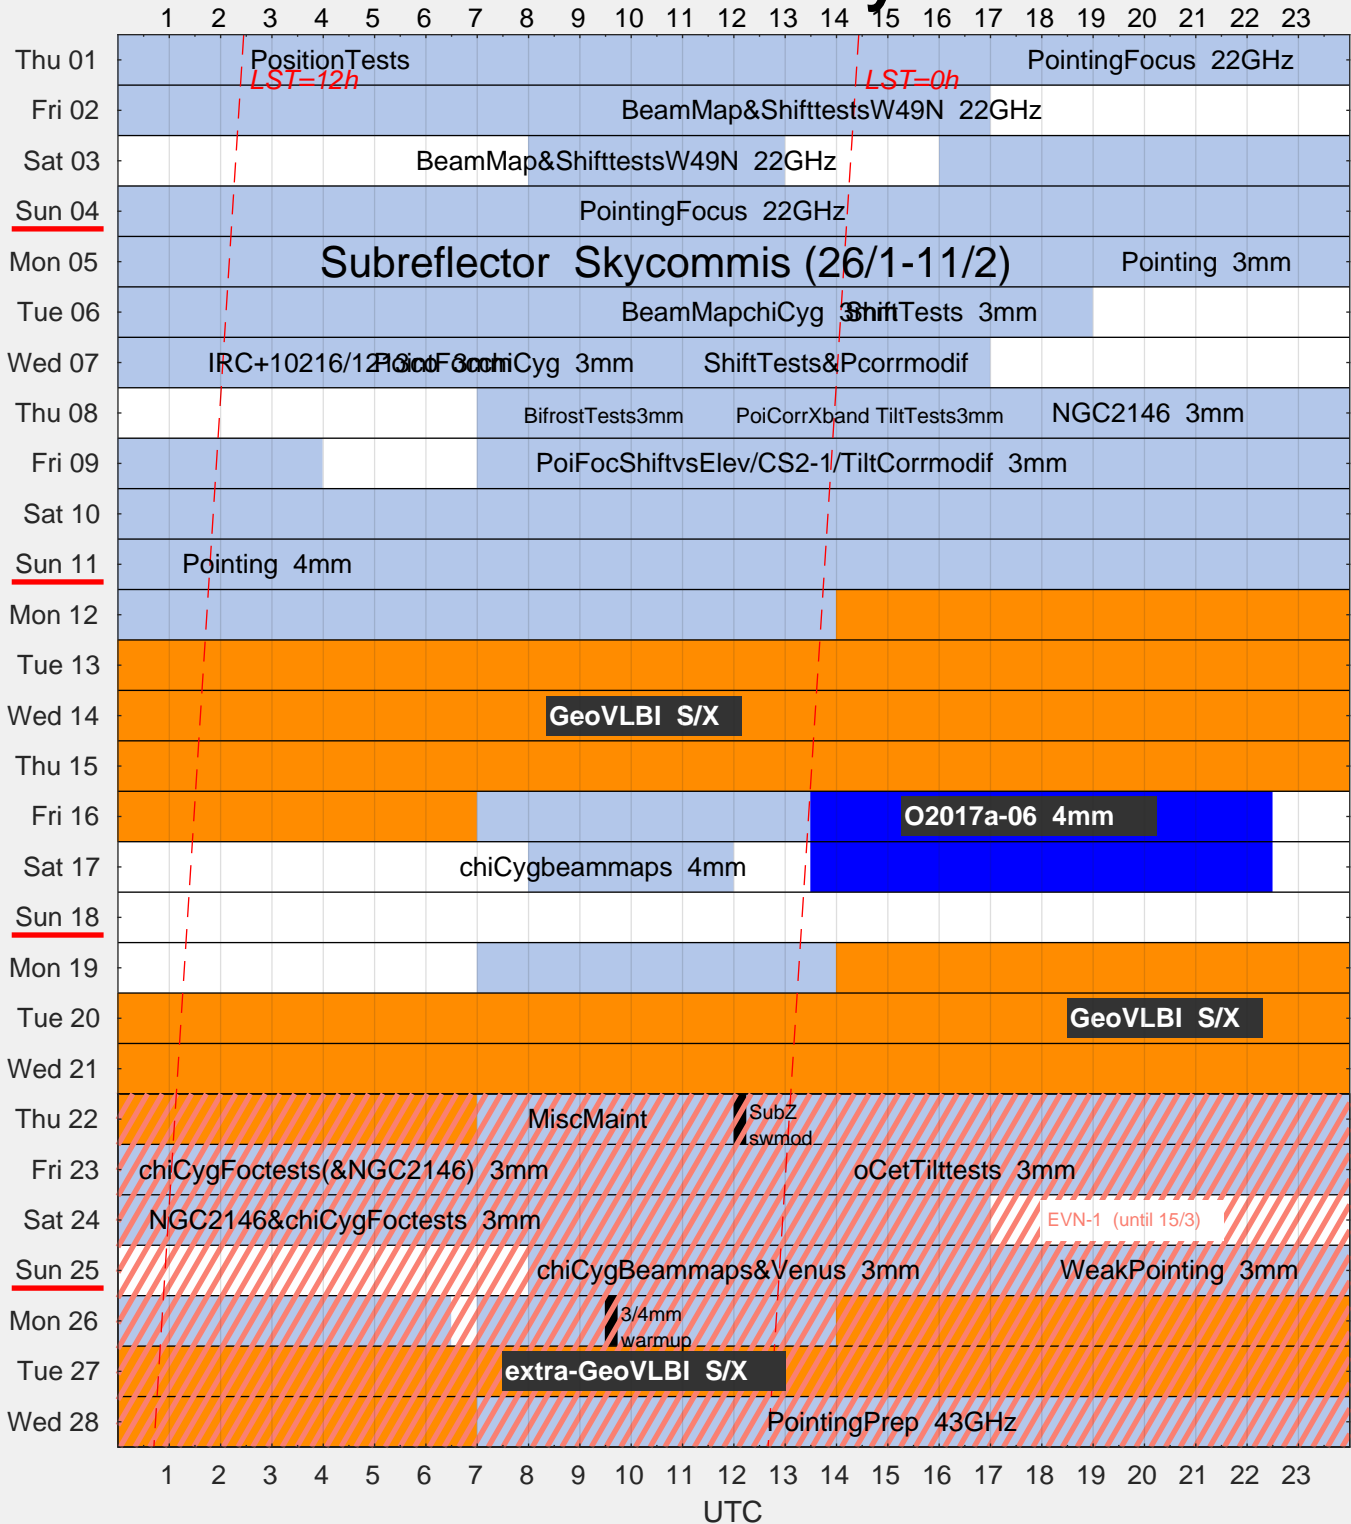 1 2 3 4 5 6 7 8 9 10 11 12 13 14 15 16 17 18 19 20 21 22 23
Thu 01 PositionTests PointingFocus 22GHz
LST=12h LST=0h
Fri 02 BeamMap&ShifttestsW49N 22GHz
Sat 03 BeamMap&ShifttestsW49N 22GHz
Sun 04 PointingFocus 22GHz
Mon 05 Subreflector Skycommis (26/1-11/2) Pointing 3mm
Tue 06 BeamMapchiCyg 3mm ShiftTests 3mm
Wed 07 chiCyg 3mm ShiftTests&Pcorrmodif
Thu 08 BifrostTests3mm PoiCorrXband TiltTests3mm NGC2146 3mm
Fri 09 PoiFocShiftvsElev/CS2-1/TiltCorrmodif 3mm
Sat 10
Sun 11 Pointing 4mm
Mon 12
Tue 13
Wed 14 GeoVLBI S/X
Thu 15
Fri 16 O2017a-06 4mm
Sat 17 chiCygbeammaps 4mm
Sun 18
Mon 19
Tue 20 GeoVLBI S/X
Wed 21
Thu 22 MiscMaint SubZ
swmod
Fri 23 chiCygFoctests(&NGC2146) 3mm oCetTilttests 3mm
Sat 24 NGC2146&chiCygFoctests 3mm EVN-1 (until 15/3)
Sun 25 chiCygBeammaps&Venus 3mm WeakPointing 3mm
Mon 26 3/4mm
warmup
Tue 27 extra-GeoVLBI S/X
Wed 28 PointingPrep 43GHz
1 2 3 4 5 6 7 8 9 10 11 12 13 14 15 16 17 18 19 20 21 22 23
UTC